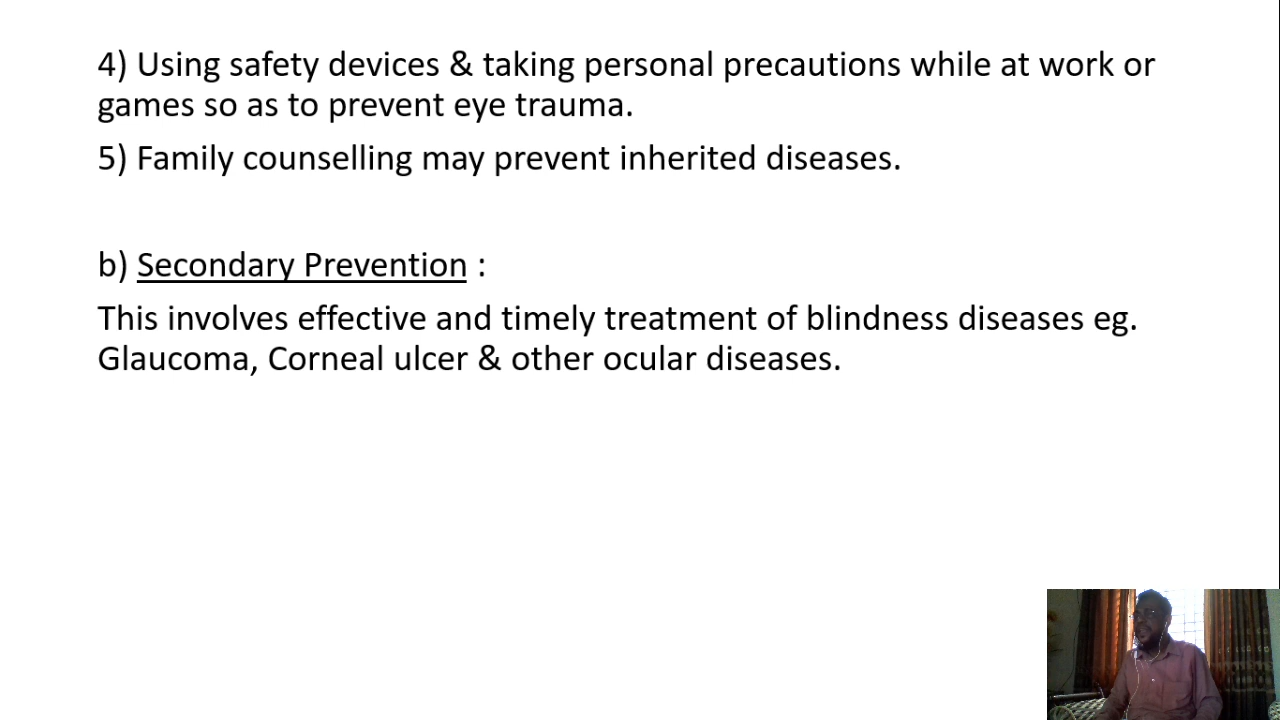 4) Using safety devices & taking personal precautions while at work or
games so as to prevent eye trauma.
5) Family counselling may prevent inherited diseases.
b) Secondary Prevention :
This involves effective and timely treatment of blindness diseases eg.
Glaucoma, Corneal ulcer & other ocular diseases.